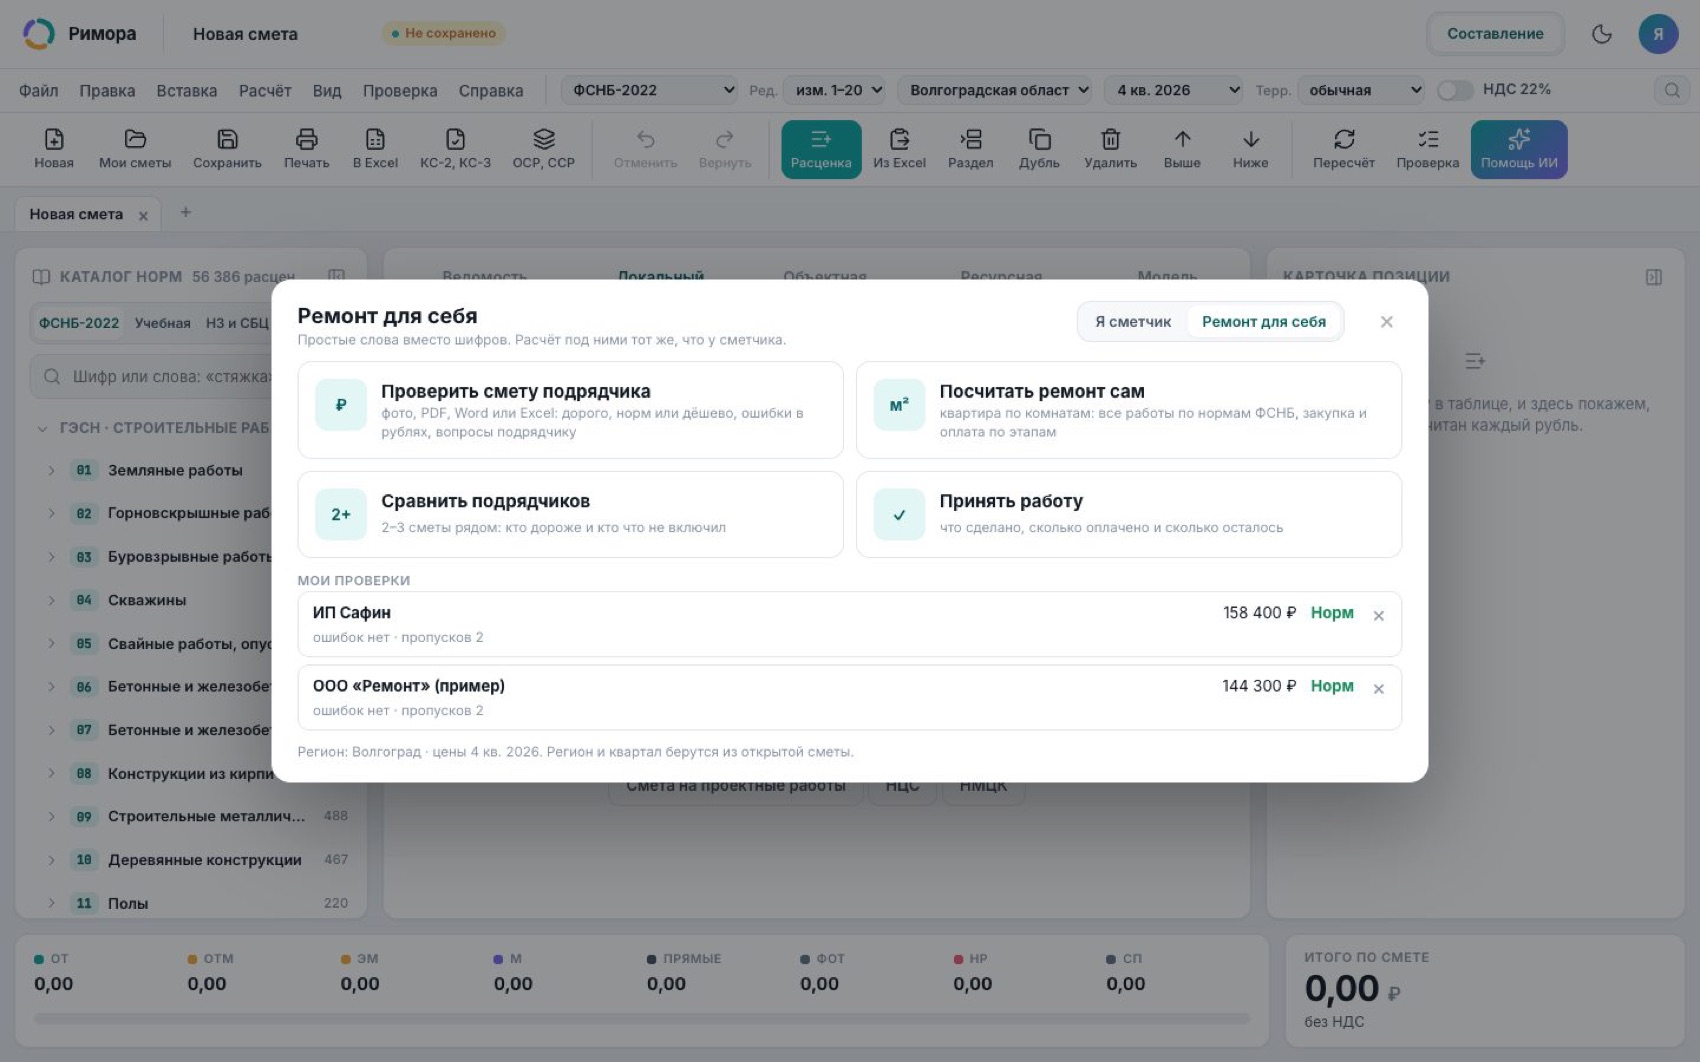 Римора
Новая смета
Не сохранено
Составление
Я
Файл Правка Вставка Расчёт Вид Проверка Справка
ФСНБ-2022
Ред. изм. 1–20
Волгоградская област
4 кв. 2026
Терр. обычная
НДС 22%
Новая Мои сметы Сохранить Печать В Excel КС-2, КС-3 ОСР, ССР Отменить Вернуть Расценка Из Excel Раздел Дубль Удалить Выше Ниже Пересчёт Проверка Помощь ИИ
Новая смета × +
КАТАЛОГ НОРМ 56 386 расцен
ФСНБ-2022 Учебная НЗ и СБЦ
Шифр или слова: «стяжка»
ГЭСН · СТРОИТЕЛЬНЫЕ РАБ
01 Земляные работы
02 Горновскрышные раб
03 Буровзрывные работы
04 Скважины
05 Свайные работы, опус
06 Бетонные и железобет
07 Бетонные и железобет
08 Конструкции из кирпи
09 Строительные металлич... 488
10 Деревянные конструкции 467
11 Полы 220
Ведомость Локальный Объектная Ресурсная Модель
КАРТОЧКА ПОЗИЦИИ
в таблице, и здесь покажем,
читан каждый рубль.
Ремонт для себя
Простые слова вместо шифров. Расчёт под ними тот же, что у сметчика.
Я сметчик Ремонт для себя ×
₽ Проверить смету подрядчика
фото, PDF, Word или Excel: дорого, норм или дёшево, ошибки в
рублях, вопросы подрядчику
м² Посчитать ремонт сам
квартира по комнатам: все работы по нормам ФСНБ, закупка и
оплата по этапам
2+ Сравнить подрядчиков
2–3 сметы рядом: кто дороже и кто что не включил
✓ Принять работу
что сделано, сколько оплачено и сколько осталось
МОИ ПРОВЕРКИ
ИП Сафин 158 400 ₽ Норм ×
ошибок нет · пропусков 2
ООО «Ремонт» (пример) 144 300 ₽ Норм ×
ошибок нет · пропусков 2
Регион: Волгоград · цены 4 кв. 2026. Регион и квартал берутся из открытой сметы.
Смета на проектные работы НЦС НМЦК
ОТ ОТМ ЭМ М ПРЯМЫЕ ФОТ НР СП
0,00 0,00 0,00 0,00 0,00 0,00 0,00 0,00
ИТОГО ПО СМЕТЕ
0,00 ₽
без НДС